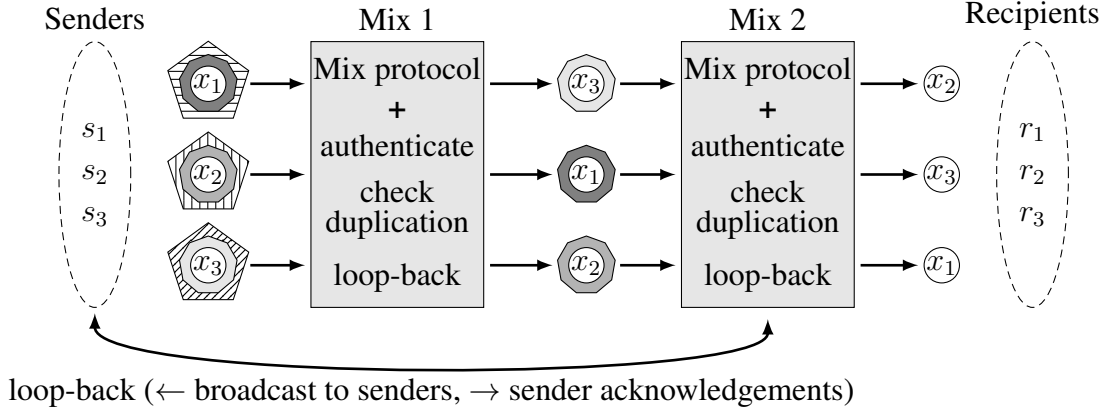 Senders
Mix 1
Mix 2
Recipients
s₁
s₂
s₃
x₁
x₂
x₃
Mix protocol
+
authenticate
check
duplication
loop-back
x₃
x₁
x₂
Mix protocol
+
authenticate
check
duplication
loop-back
x₂
x₃
x₁
r₁
r₂
r₃
loop-back (← broadcast to senders, → sender acknowledgements)